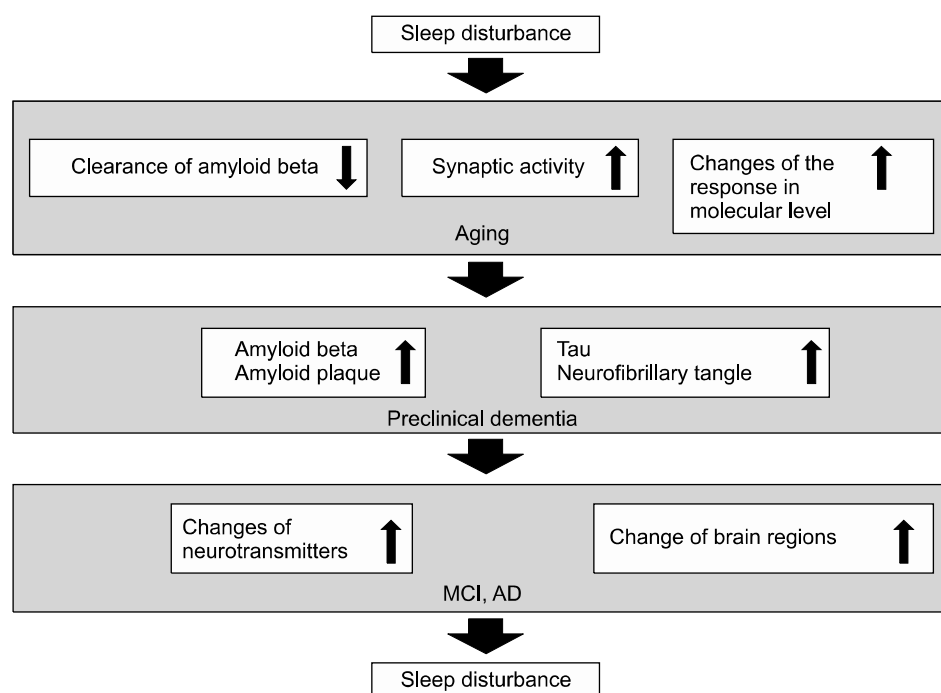 Sleep disturbance
Clearance of amyloid beta
Synaptic activity
Changes of the
response in
molecular level
Aging
Amyloid beta
Amyloid plaque
Tau
Neurofibrillary tangle
Preclinical dementia
Changes of
neurotransmitters
Change of brain regions
MCI, AD
Sleep disturbance